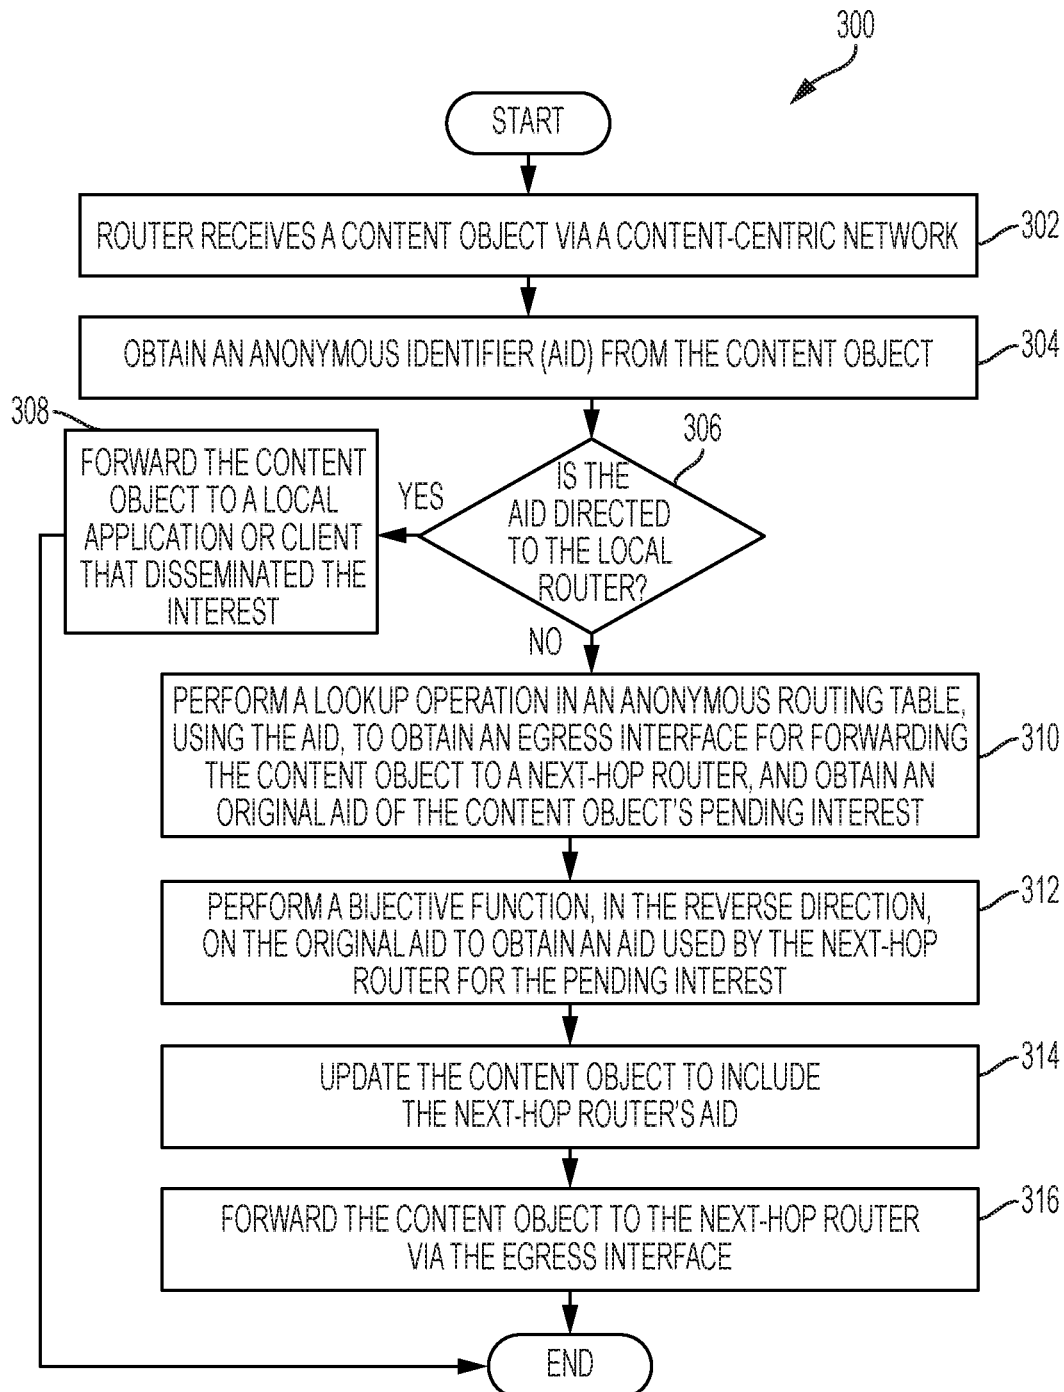 300
START
ROUTER RECEIVES A CONTENT OBJECT VIA A CONTENT-CENTRIC NETWORK
302
OBTAIN AN ANONYMOUS IDENTIFIER (AID) FROM THE CONTENT OBJECT
304
308
FORWARD THE CONTENT
OBJECT TO A LOCAL
APPLICATION OR CLIENT
THAT DISSEMINATED THE
INTEREST
YES
306
IS THE
AID DIRECTED
TO THE LOCAL
ROUTER?
NO
PERFORM A LOOKUP OPERATION IN AN ANONYMOUS ROUTING TABLE,
USING THE AID, TO OBTAIN AN EGRESS INTERFACE FOR FORWARDING
THE CONTENT OBJECT TO A NEXT-HOP ROUTER, AND OBTAIN AN
ORIGINAL AID OF THE CONTENT OBJECT'S PENDING INTEREST
310
PERFORM A BIJECTIVE FUNCTION, IN THE REVERSE DIRECTION,
ON THE ORIGINAL AID TO OBTAIN AN AID USED BY THE NEXT-HOP
ROUTER FOR THE PENDING INTEREST
312
UPDATE THE CONTENT OBJECT TO INCLUDE
THE NEXT-HOP ROUTER'S AID
314
FORWARD THE CONTENT OBJECT TO THE NEXT-HOP ROUTER
VIA THE EGRESS INTERFACE
316
END